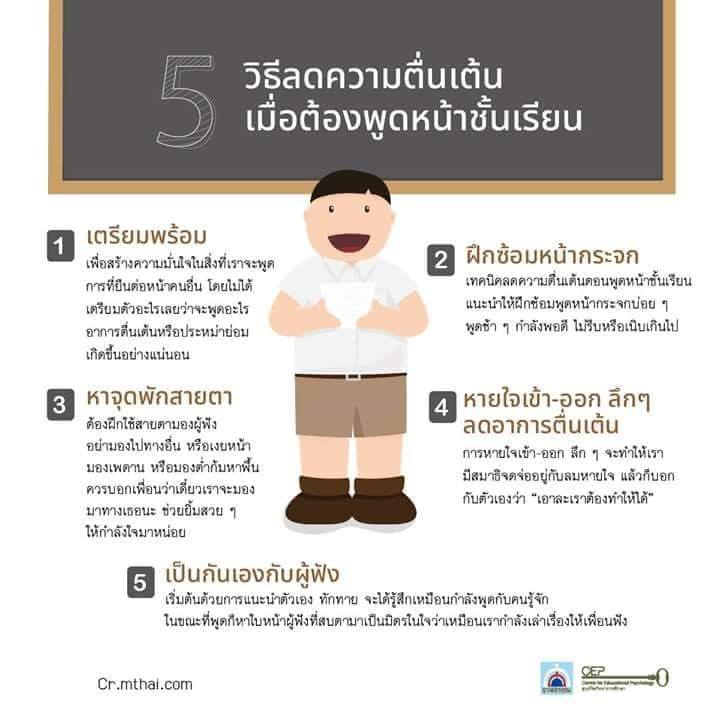 5
วิธีลดความตื่นเต้น
เมื่อต้องพูดหน้าชั้นเรียน
1
เตรียมพร้อม
เพื่อสร้างความมั่นใจในสิ่งที่เราจะพูด
การที่ยืนต่อหน้าคนอื่น โดยไม่ได้
เตรียมตัวอะไรเลยว่าจะพูดอะไร
อาการตื่นเต้นหรือประหม่าย่อม
เกิดขึ้นอย่างแน่นอน
2
ฝึกซ้อมหน้ากระจก
เทคนิคลดความตื่นเต้นตอนพูดหน้าชั้นเรียน
แนะนำให้ฝึกซ้อมพูดหน้ากระจกบ่อย ๆ
พูดช้า ๆ กำลังพอดี ไม่รีบหรือเนิบเกินไป
3
หาจุดพักสายตา
ต้องฝึกใช้สายตามองผู้ฟัง
อย่ามองไปทางอื่น หรือเงยหน้า
มองเพดาน หรือมองต่ำก้มหาพื้น
ควรบอกเพื่อนว่าเดี๋ยวเราจะมอง
มาทางเธอนะ ช่วยยิ้มสวย ๆ
ให้กำลังใจมาหน่อย
4
หายใจเข้า-ออก ลึกๆ
ลดอาการตื่นเต้น
การหายใจเข้า-ออก ลึก ๆ จะทำให้เรา
มีสมาธิจดจ่ออยู่กับลมหายใจ แล้วก็บอก
กับตัวเองว่า “เอาละเราต้องทำให้ได้”
5
เป็นกันเองกับผู้ฟัง
เริ่มต้นด้วยการแนะนำตัวเอง ทักทาย จะได้รู้สึกเหมือนกำลังพูดกับคนรู้จัก
ในขณะที่พูดก็หาใบหน้าผู้ฟังที่สบตามาเป็นมิตรในใจว่าเหมือนเรากำลังเล่าเรื่องให้เพื่อนฟัง
Cr.mthai.com
CEP
Centre for Educational Psychology